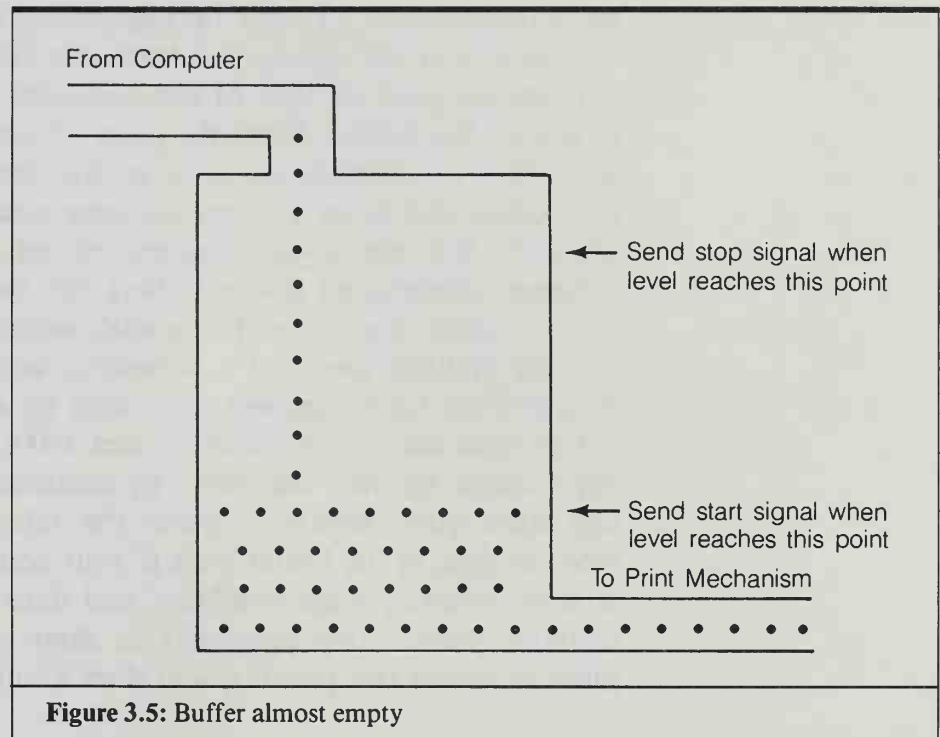 From Computer
Send stop signal when
level reaches this point
Send start signal when
level reaches this point
To Print Mechanism
Figure 3.5: Buffer almost empty